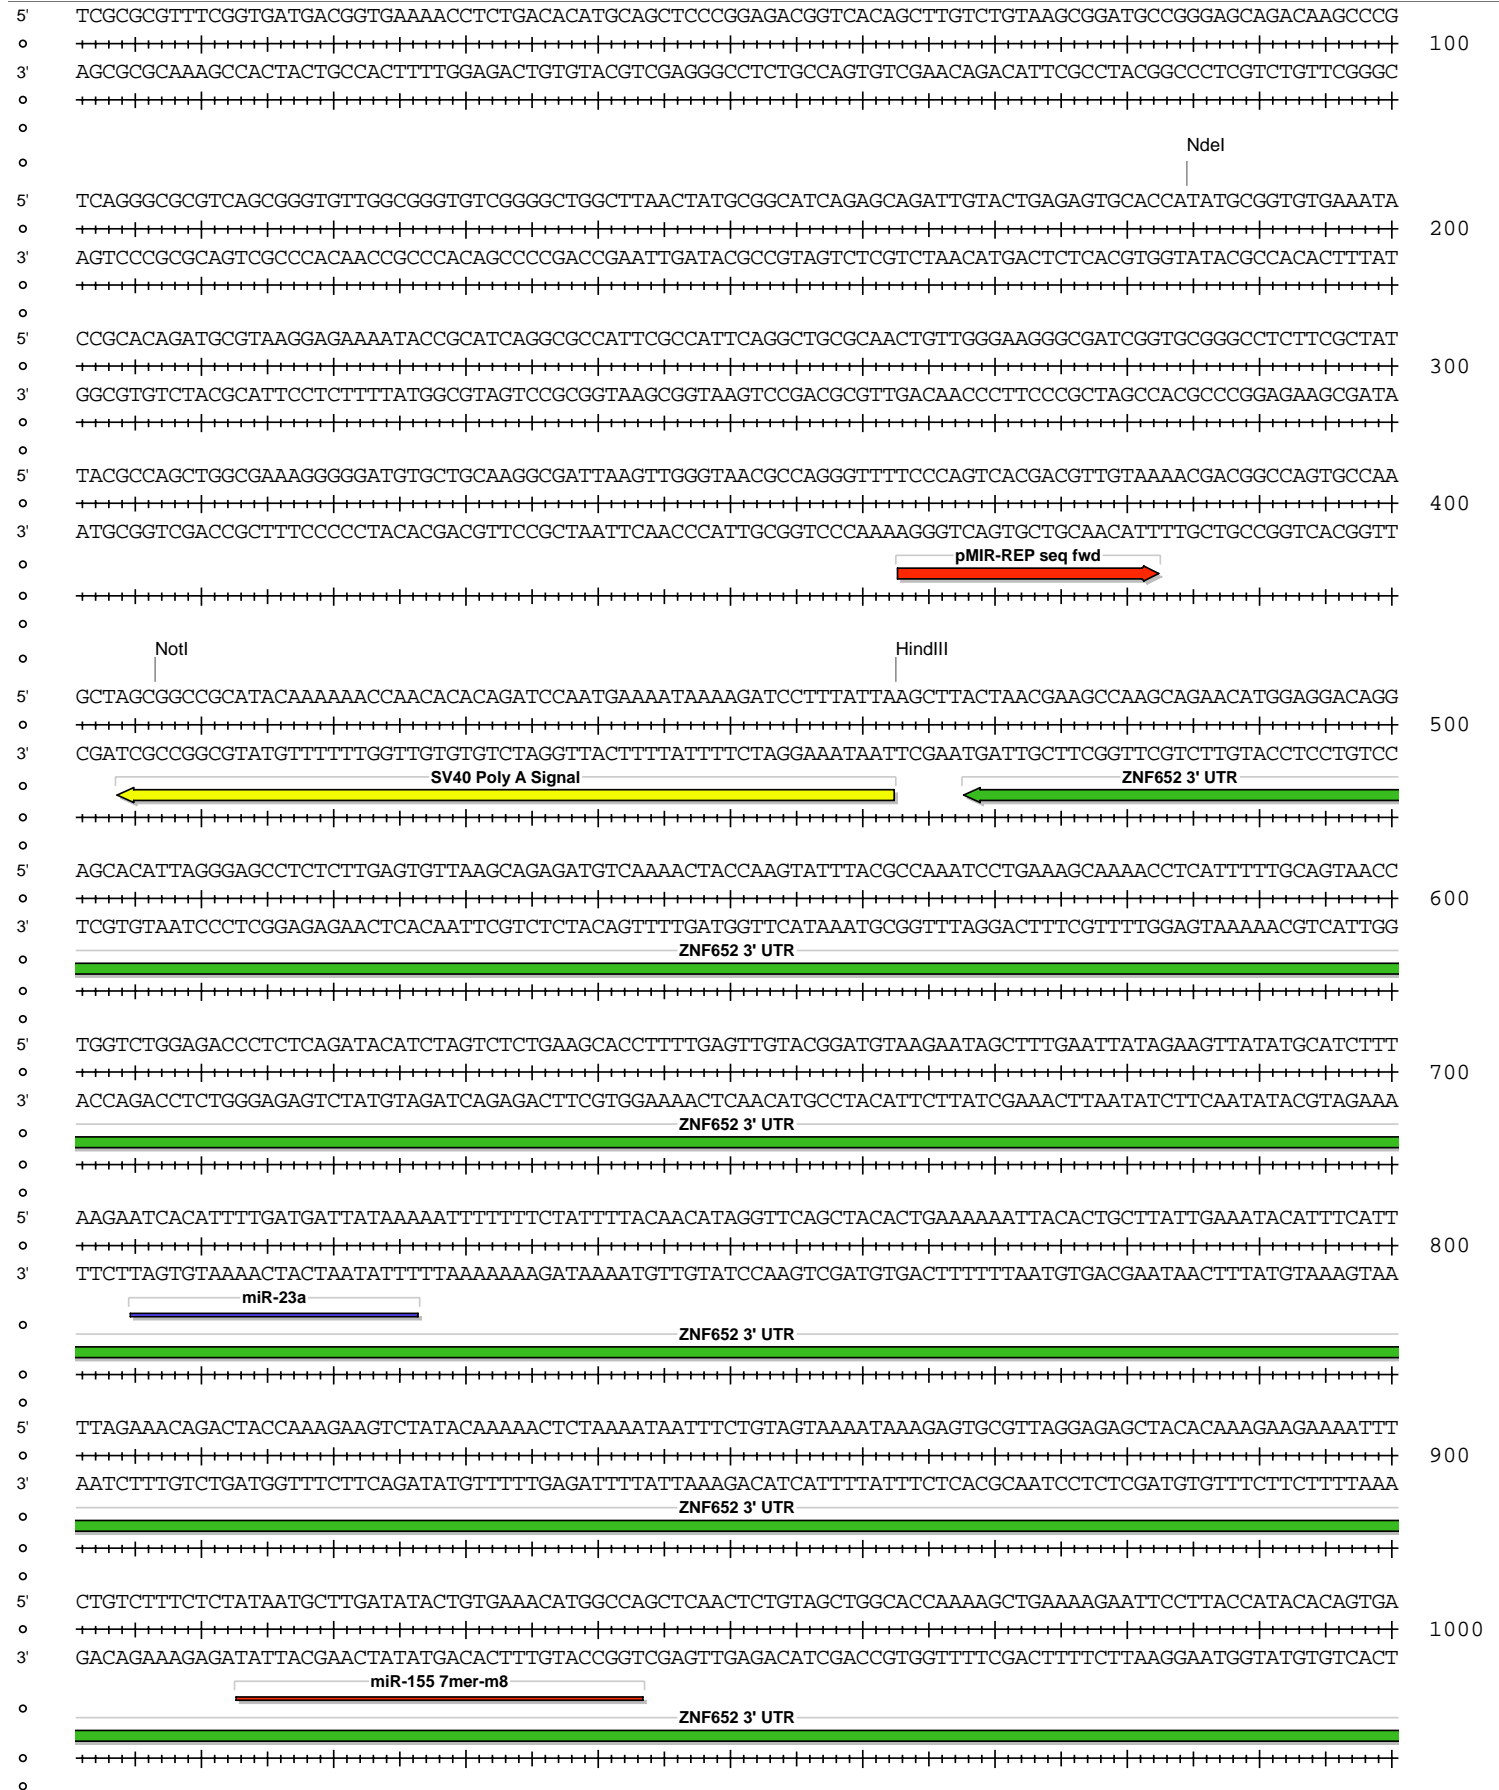 5' TCGCGCGTTTCGGTGATGACGGTGAAAACCTCTGACACATGCAGCTCCCGGAGACGGTCACAGCTTGTCTGTAAGCGGATGCCGGGAGCAGACAAGCCCG
100
3' AGCGCGCAAAGCCACTACTGCCACTTTTGGAGACTGTGTACGTCGAGGGCCTCTGCCAGTGTCGAACAGACATTCGCCTACGGCCCTCGTCTGTTCGGGC
NdeI
5' TCAGGGCGCGTCAGCGGGTGTTGGCGGGTGTCGGGGCTGGCTTAACTATGCGGCATCAGAGCAGATTGTACTGAGAGTGCACCATATGCGGTGTGAAATA
200
3' AGTCCCGCGCAGTCGCCCACAACCGCCCACAGCCCCGACCGAATTGATACGCCGTAGTCTCGTCTAACATGACTCTCACGTGGTATACGCCACACTTTAT
5' CCGCACAGATGCGTAAGGAGAAAATACCGCATCAGGCGCCATTCGCCATTCAGGCTGCGCAACTGTTGGGAAGGGCGATCGGTGCGGGCCTCTTCGCTAT
300
3' GGCGTGTCTACGCATTCCTCTTTTATGGCGTAGTCCGCGGTAAGCGGTAAGTCCGACGCGTTGACAACCCTTCCCGCTAGCCACGCCCGGAGAAGCGATA
5' TACGCCAGCTGGCGAAAGGGGGATGTGCTGCAAGGCGATTAAGTTGGGTAACGCCAGGGTTTTCCCAGTCACGACGTTGTAAAACGACGGCCAGTGCCAA
400
3' ATGCGGTCGACCGCTTTCCCCCTACACGACGTTCCGCTAATTCAACCCATTGCGGTCCCAAAAGGGTCAGTGCTGCAACATTTTGCTGCCGGTCACGGTT
pMIR-REP seq fwd
NotI HindIII
5' GCTAGCGGCCGCATACAAAAAACCAACACACAGATCCAATGAAAATAAAAGATCCTTTATTAAGCTTACTAACGAAGCCAAGCAGAACATGGAGGACAGG
500
3' CGATCGCCGGCGTATGTTTTTTGGTTGTGTGTCTAGGTTACTTTTATTTTCTAGGAAATAATTCGAATGATTGCTTCGGTTCGTCTTGTACCTCCTGTCC
SV40 Poly A Signal ZNF652 3' UTR
5' AGCACATTAGGGAGCCTCTCTTGAGTGTTAAGCAGAGATGTCAAAACTACCAAGTATTTACGCCAAATCCTGAAAGCAAAACCTCATTTTTGCAGTAACC
600
3' TCGTGTAATCCCTCGGAGAGAACTCACAATTCGTCTCTACAGTTTTGATGGTTCATAAATGCGGTTTAGGACTTTCGTTTTGGAGTAAAAACGTCATTGG
ZNF652 3' UTR
5' TGGTCTGGAGACCCTCTCAGATACATCTAGTCTCTGAAGCACCTTTTGAGTTGTACGGATGTAAGAATAGCTTTGAATTATAGAAGTTATATGCATCTTT
700
3' ACCAGACCTCTGGGAGAGTCTATGTAGATCAGAGACTTCGTGGAAAACTCAACATGCCTACATTCTTATCGAAACTTAATATCTTCAATATACGTAGAAA
ZNF652 3' UTR
5' AAGAATCACATTTTGATGATTATAAAAATTTTTTTCTATTTTACAACATAGGTTCAGCTACACTGAAAAAATTACACTGCTTATTGAAATACATTTCATT
800
3' TTCTTAGTGTAAAACTACTAATATTTTTAAAAAAAGATAAAATGTTGTATCCAAGTCGATGTGACTTTTTTAATGTGACGAATAACTTTATGTAAAGTAA
miR-23a
ZNF652 3' UTR
5' TTAGAAACAGACTACCAAAGAAGTCTATACAAAAACTCTAAAATAATTTCTGTAGTAAAATAAAGAGTGCGTTAGGAGAGCTACACAAAGAAGAAAATTT
900
3' AATCTTTGTCTGATGGTTTCTTCAGATATGTTTTTGAGATTTTATTAAAGACATCATTTTATTTCTCACGCAATCCTCTCGATGTGTTTCTTCTTTTAAA
ZNF652 3' UTR
5' CTGTCTTTCTCTATAATGCTTGATATACTGTGAAACATGGCCAGCTCAACTCTGTAGCTGGCACCAAAAGCTGAAAAGAATTCCTTACCATACACAGTGA
1000
3' GACAGAAAGAGATATTACGAACTATATGACACTTTGTACCGGTCGAGTTGAGACATCGACCGTGGTTTTCGACTTTTCTTAAGGAATGGTATGTGTCACT
miR-155 7mer-m8
ZNF652 3' UTR